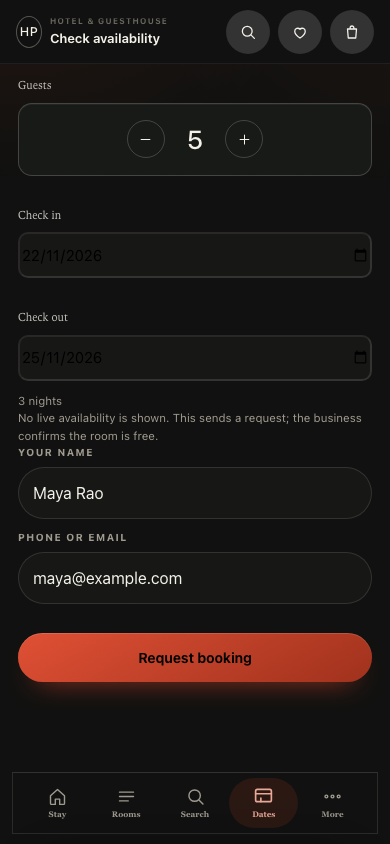 HP
HOTEL & GUESTHOUSE
Check availability
Guests
5
Check in
22/11/2026
Check out
25/11/2026
3 nights
No live availability is shown. This sends a request; the business
confirms the room is free.
YOUR NAME
Maya Rao
PHONE OR EMAIL
maya@example.com
Request booking
Stay
Rooms
Search
Dates
More